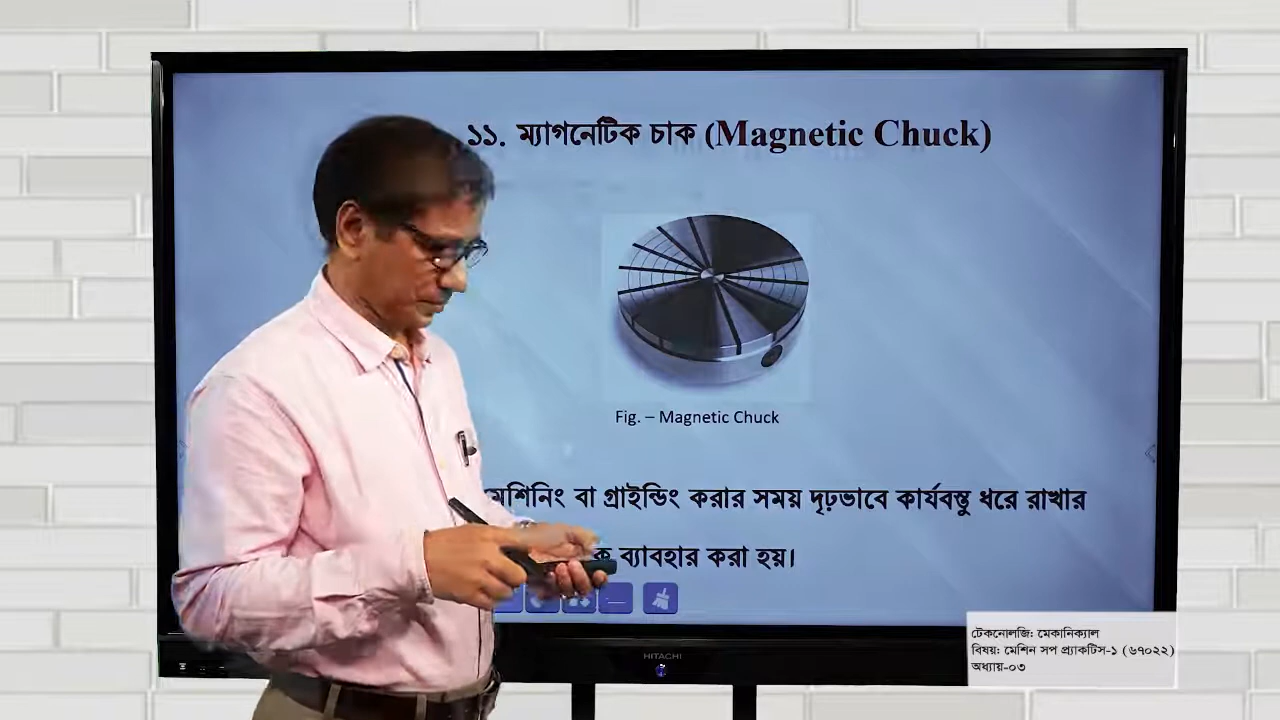 ১১. ম্যাগনেটিক চাক (Magnetic Chuck)
Fig. – Magnetic Chuck
মেশিনিং বা গ্রাইন্ডিং করার সময় দৃঢ়ভাবে কার্যবস্তু ধরে রাখার
ব্যাবহার করা হয়।
HITACHI
টেকনোলজি: মেকানিক্যাল
বিষয়: মেশিন সপ প্র্যাকটিস-১ (৬৭০২২)
অধ্যায়-০৩